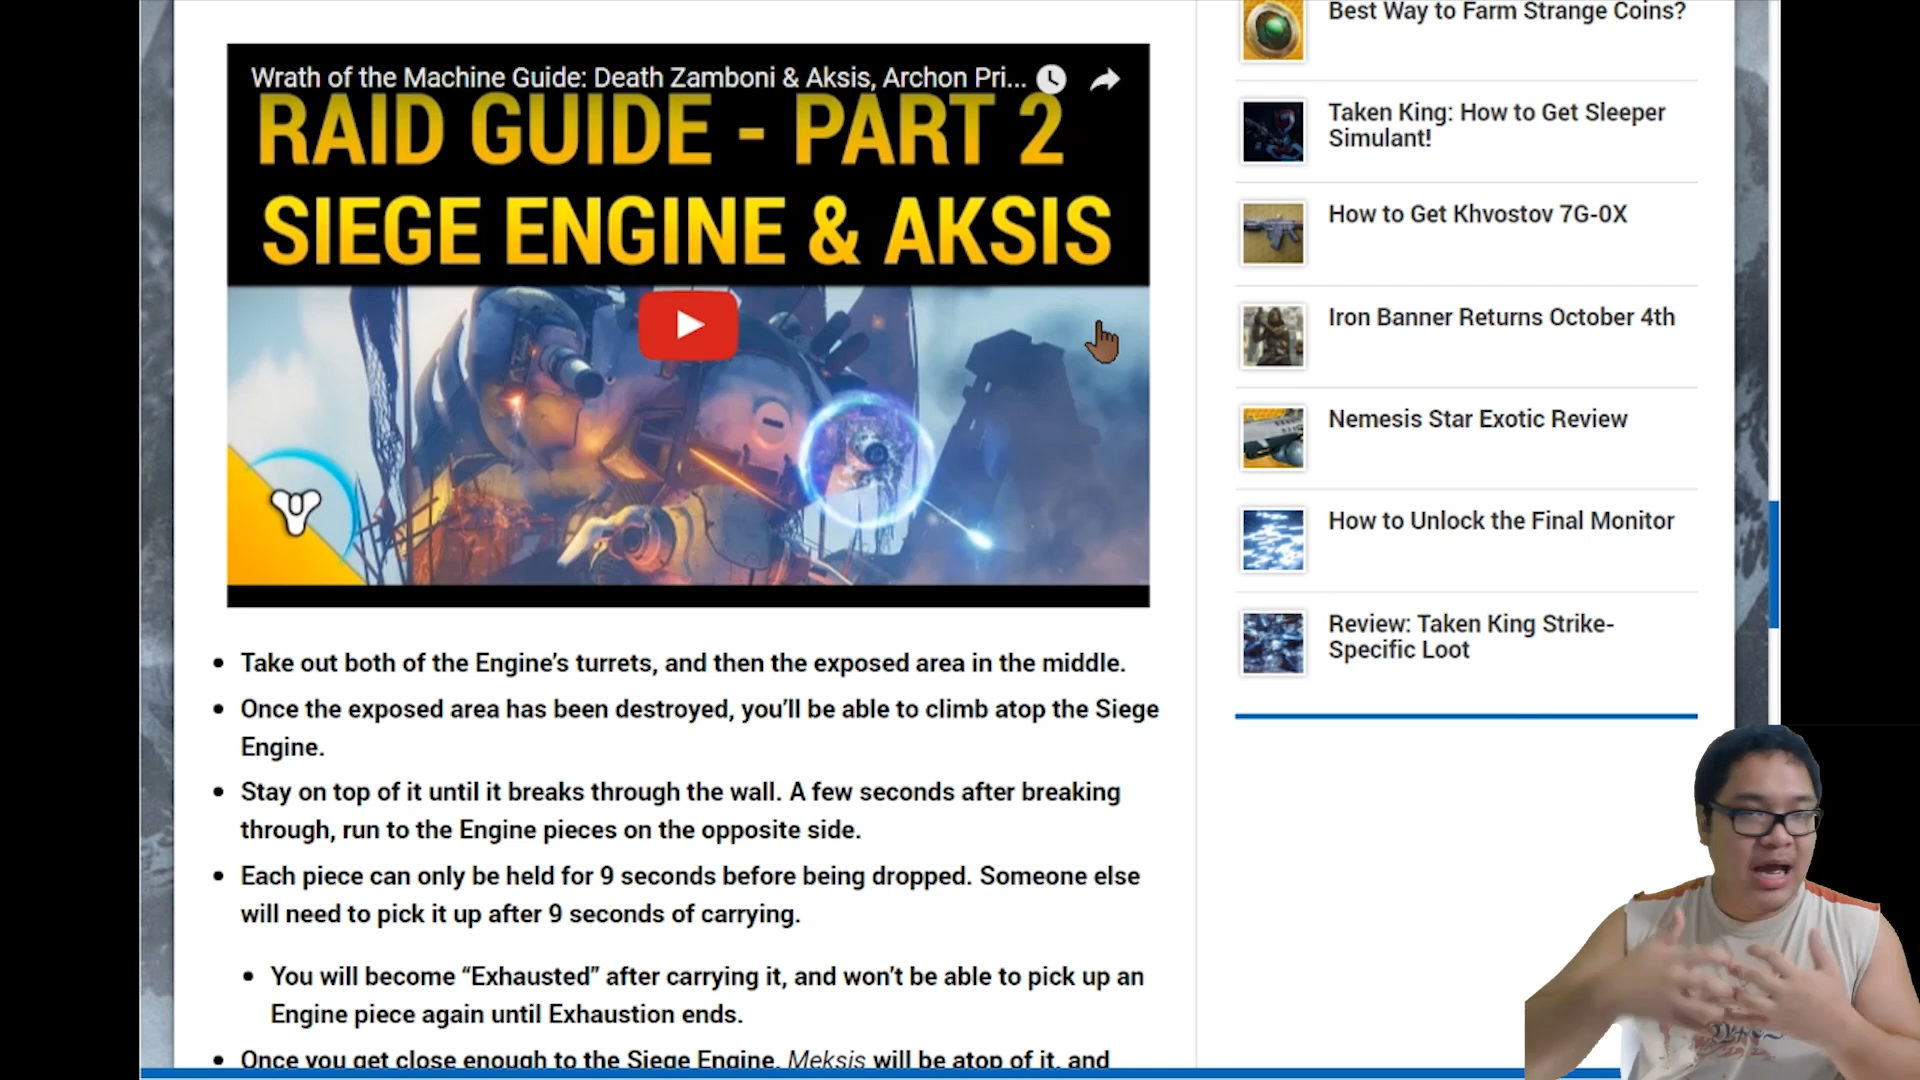 Wrath of the Machine Guide: Death Zamboni & Aksis, Archon Pri...
RAID GUIDE - PART 2
SIEGE ENGINE & AKSIS
• Take out both of the Engine's turrets, and then the exposed area in the middle.
• Once the exposed area has been destroyed, you'll be able to climb atop the Siege
Engine.
• Stay on top of it until it breaks through the wall. A few seconds after breaking
through, run to the Engine pieces on the opposite side.
• Each piece can only be held for 9 seconds before being dropped. Someone else
will need to pick it up after 9 seconds of carrying.
• You will become “Exhausted” after carrying it, and won't be able to pick up an
Engine piece again until Exhaustion ends.
• Once you get close enough to the Siege Engine, Meksis will be atop of it, and
Best Way to Farm Strange Coins?
Taken King: How to Get Sleeper
Simulant!
How to Get Khvostov 7G-0X
Iron Banner Returns October 4th
Nemesis Star Exotic Review
How to Unlock the Final Monitor
Review: Taken King Strike-
Specific Loot